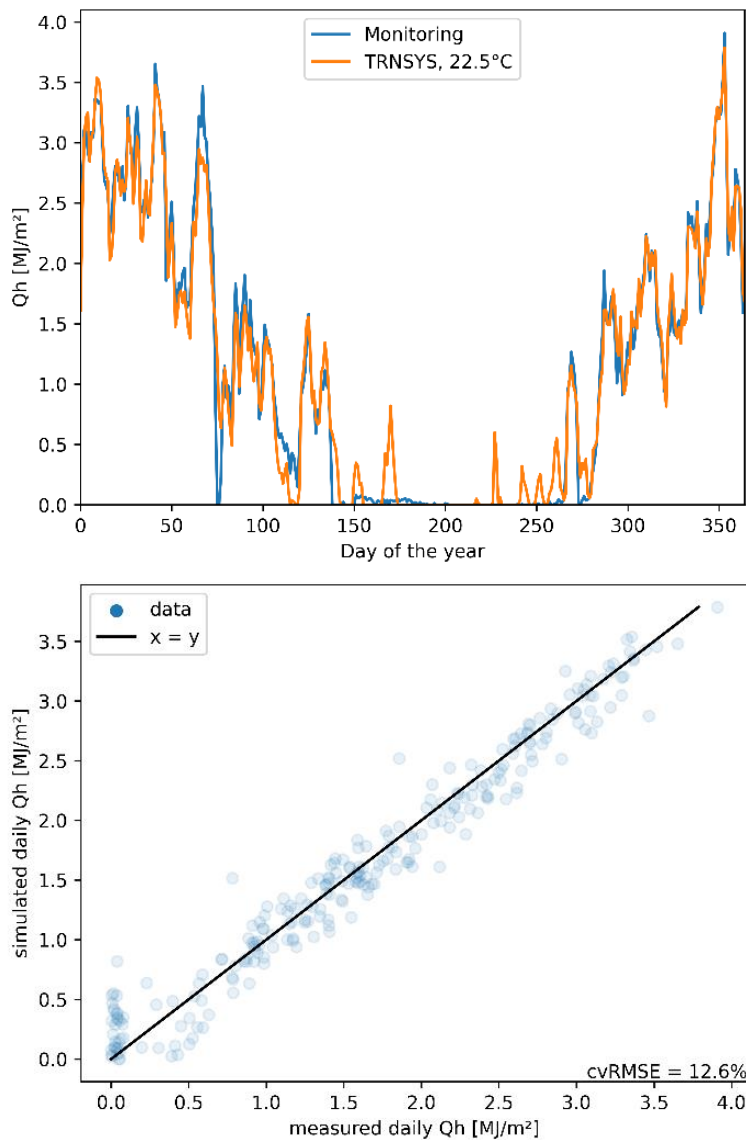 4.0
3.5
3.0
2.5
2.0
1.5
1.0
0.5
0.0
Qh [MJ/m²]
Monitoring
TRNSYS, 22.5°C
0 50 100 150 200 250 300 350
Day of the year
data
x = y
3.5
3.0
2.5
2.0
1.5
1.0
0.5
0.0
simulated daily Qh [MJ/m²]
cvRMSE = 12.6%
0.0 0.5 1.0 1.5 2.0 2.5 3.0 3.5 4.0
measured daily Qh [MJ/m²]